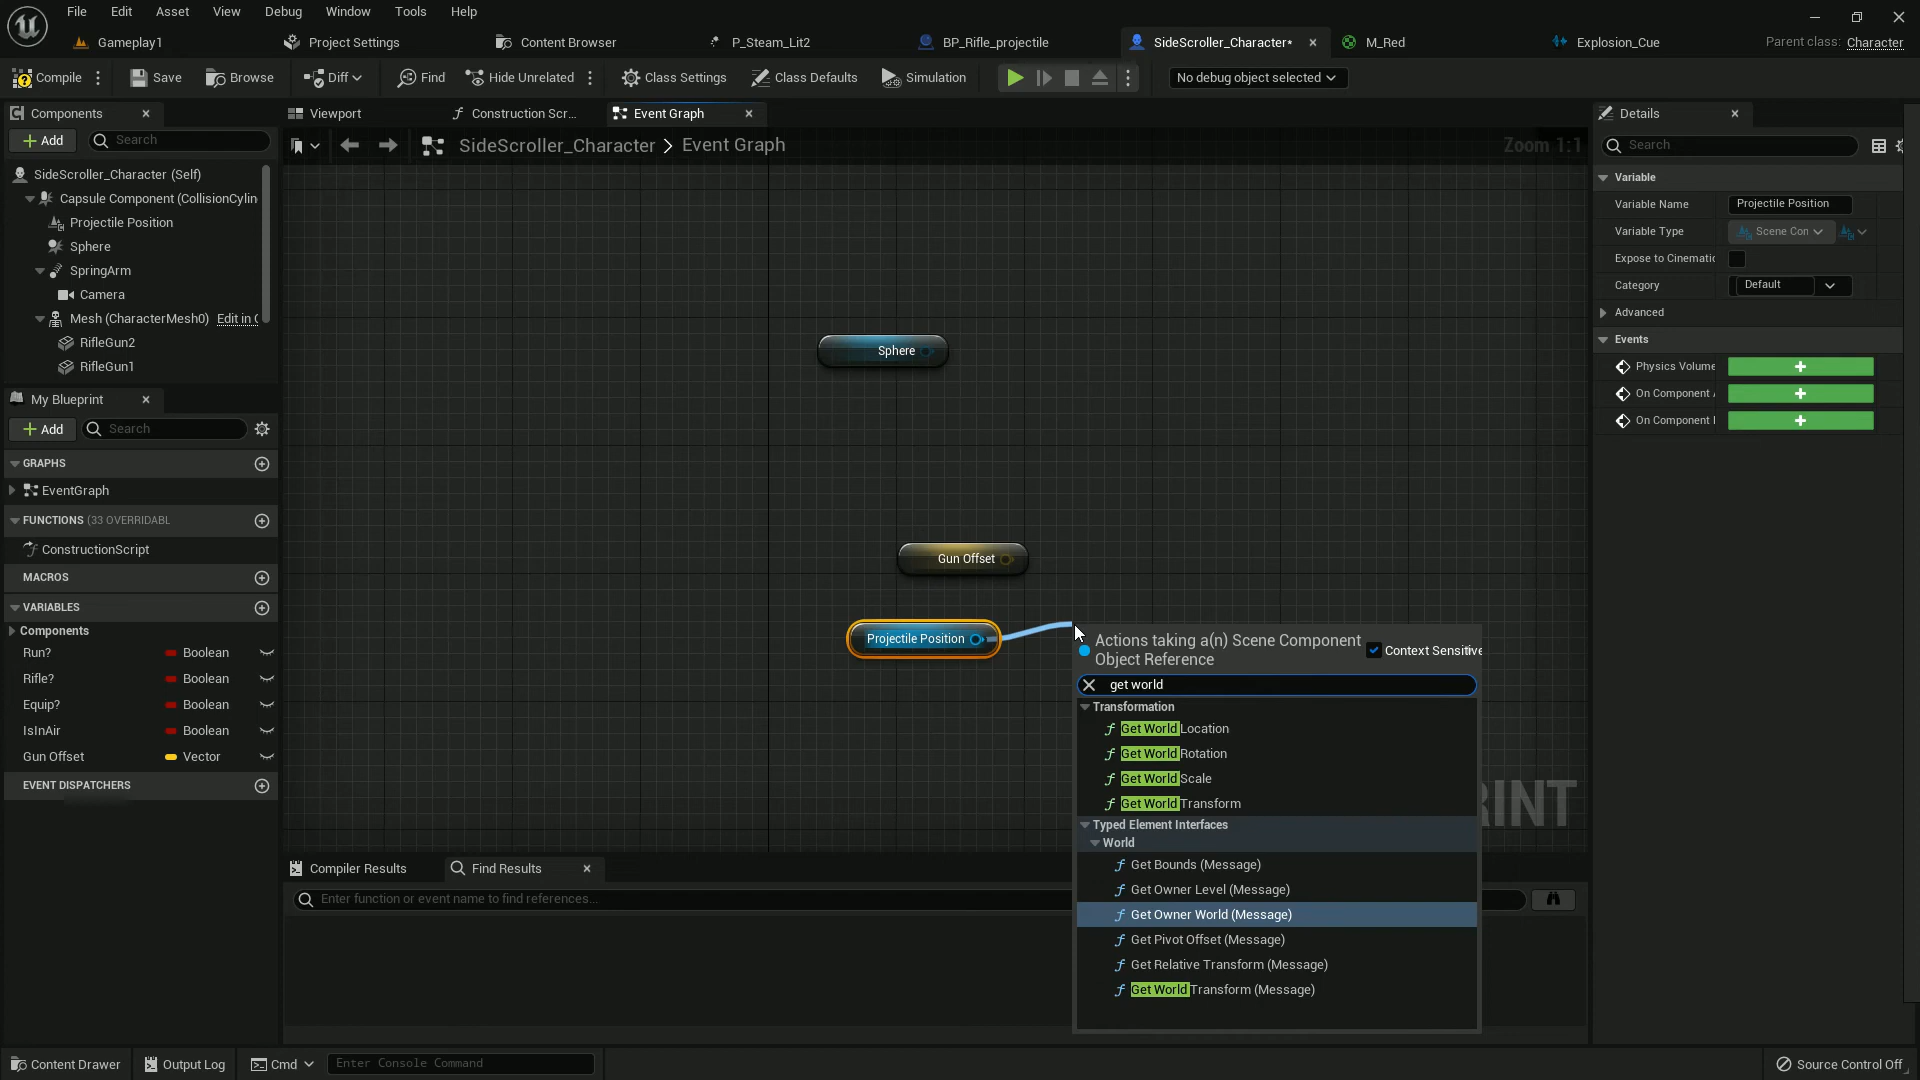 File Edit Asset View Debug Window Tools Help
Gameplay1 Project Settings Content Browser P_Steam_Lit2 BP_Rifle_projectile SideScroller_Character* M_Red Explosion_Cue Parent class: Character
Compile Save Browse Diff Find Hide Unrelated Class Settings Class Defaults Simulation No debug object selected
Components
Add Search
SideScroller_Character (Self)
Capsule Component (CollisionCylin
Projectile Position
Sphere
SpringArm
Camera
Mesh (CharacterMesh0) Edit in C
RifleGun2
RifleGun1
My Blueprint
Add Search
GRAPHS
EventGraph
FUNCTIONS (33 OVERRIDABL
ConstructionScript
MACROS
VARIABLES
Components
Run? Boolean
Rifle? Boolean
Equip? Boolean
IsInAir Boolean
Gun Offset Vector
EVENT DISPATCHERS
Viewport Construction Scr... Event Graph
SideScroller_Character > Event Graph Zoom 1:1
Sphere
Gun Offset
Projectile Position
Actions taking a(n) Scene Component
Object Reference
Context Sensitive
get world
Transformation
Get World Location
Get World Rotation
Get World Scale
Get World Transform
Typed Element Interfaces
World
Get Bounds (Message)
Get Owner Level (Message)
Get Owner World (Message)
Get Pivot Offset (Message)
Get Relative Transform (Message)
Get World Transform (Message)
RINT
Compiler Results Find Results
Enter function or event name to find references...
Details
Search
Variable
Variable Name Projectile Position
Variable Type Scene Con
Expose to Cinematic
Category Default
Advanced
Events
Physics Volume
On Component A
On Component
Content Drawer Output Log Cmd Enter Console Command Source Control Off